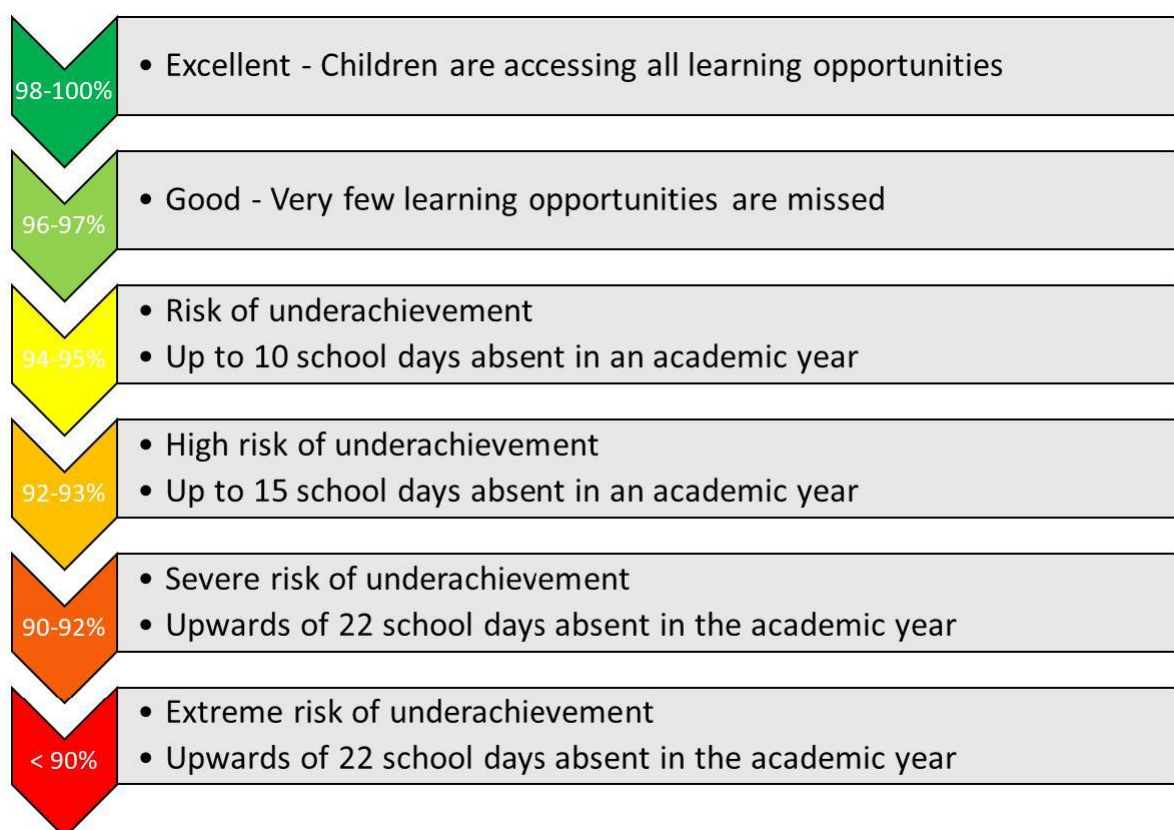 98-100%
• Excellent - Children are accessing all learning opportunities
96-97%
• Good - Very few learning opportunities are missed
94-95%
• Risk of underachievement
• Up to 10 school days absent in an academic year
92-93%
• High risk of underachievement
• Up to 15 school days absent in an academic year
90-92%
• Severe risk of underachievement
• Upwards of 22 school days absent in the academic year
< 90%
• Extreme risk of underachievement
• Upwards of 22 school days absent in the academic year